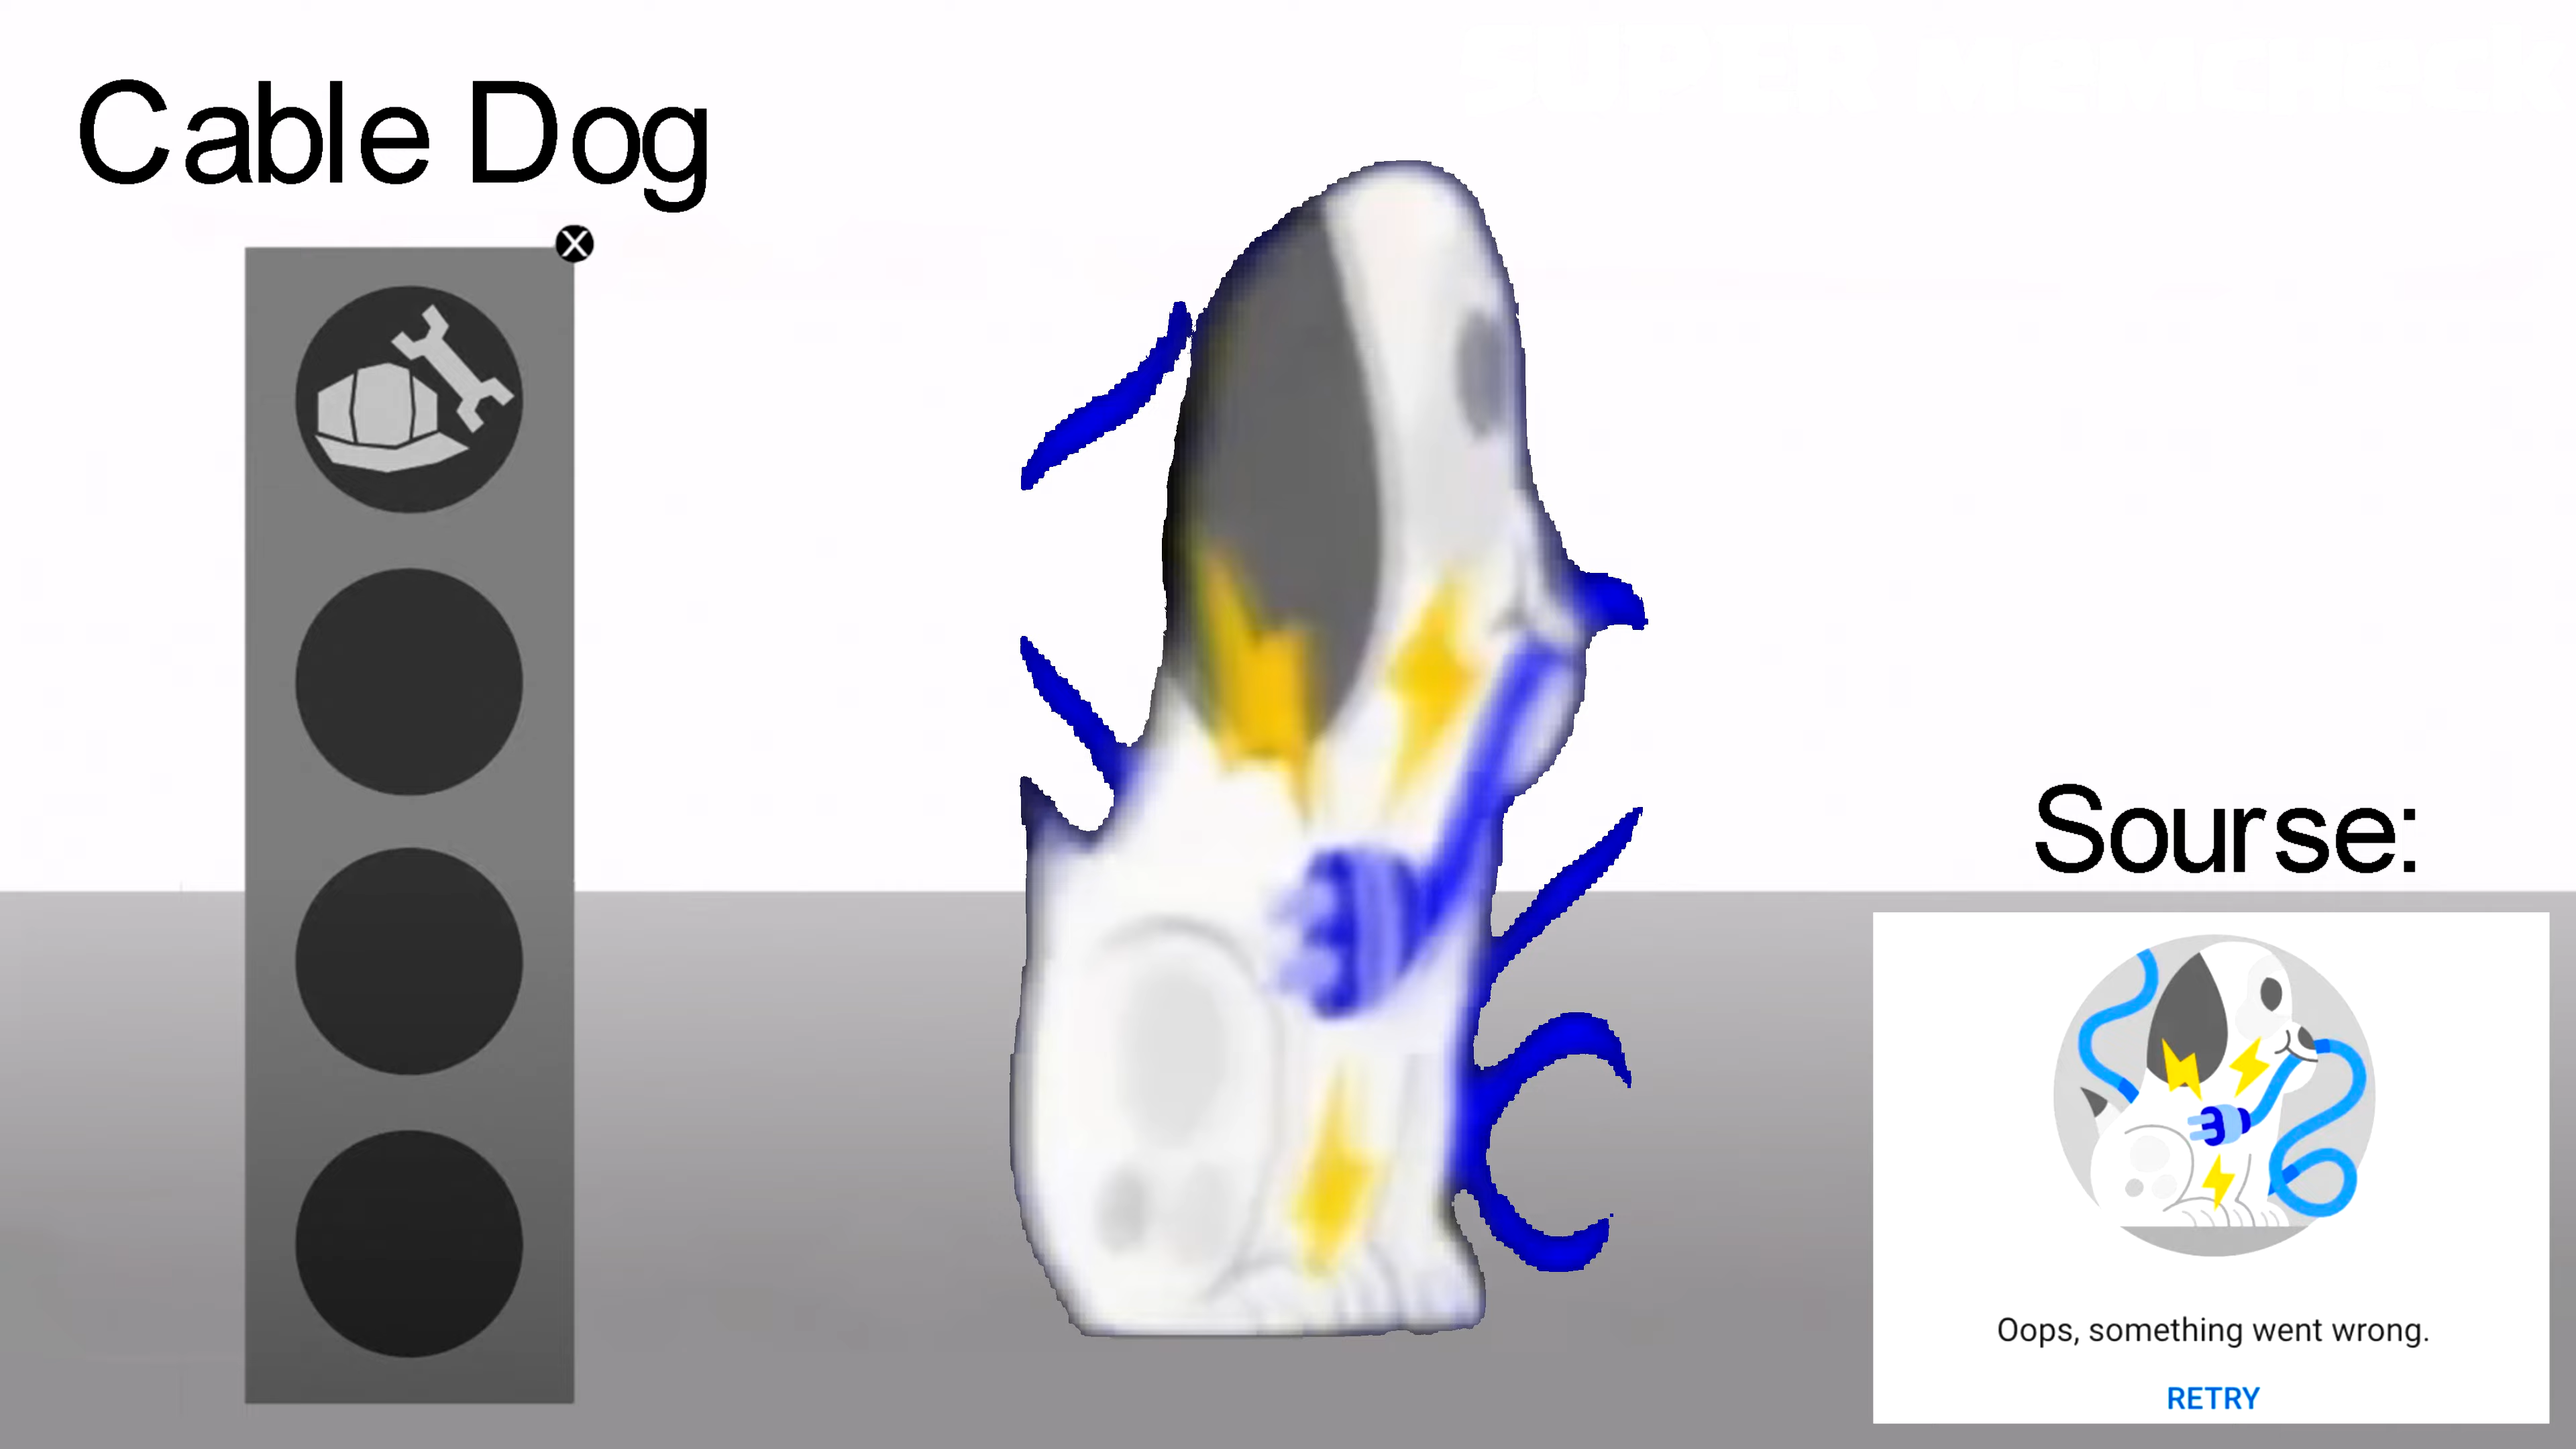 Cable Dog
X
Sourse:
Oops, something went wrong.
RETRY